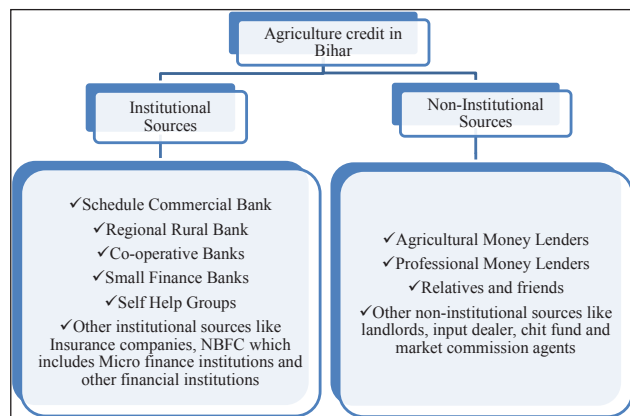 Agriculture credit in
Bihar
Institutional
Sources
Non-Institutional
Sources
✓Schedule Commercial Bank
✓Regional Rural Bank
✓Co-operative Banks
✓Small Finance Banks
✓Self Help Groups
✓Other institutional sources like
Insurance companies, NBFC which
includes Micro finance institutions and
other financial institutions
✓Agricultural Money Lenders
✓Professional Money Lenders
✓Relatives and friends
✓Other non-institutional sources like
landlords, input dealer, chit fund and
market commission agents